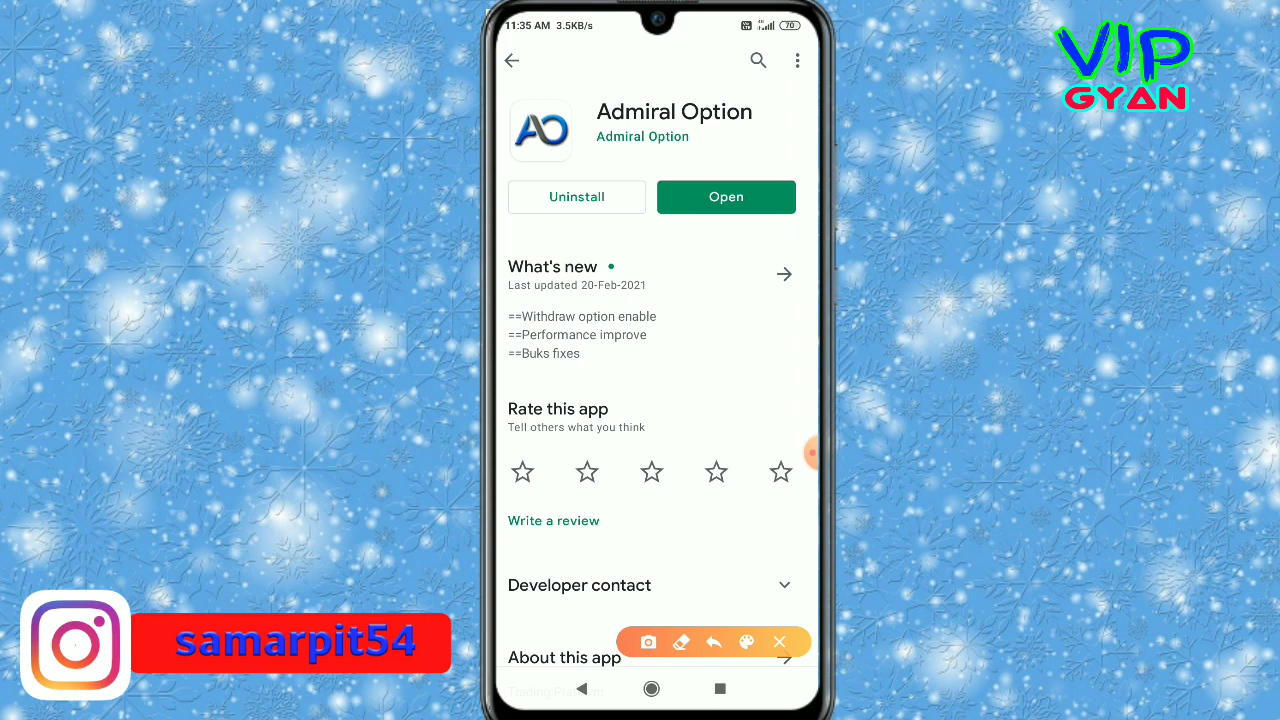 11:35 AM 3.5KB/s
70
VIP
GYAN
Admiral Option
Admiral Option
Uninstall
Open
What's new
Last updated 20-Feb-2021
==Withdraw option enable
==Performance improve
==Buks fixes
Rate this app
Tell others what you think
Write a review
Developer contact
About this app
Trading Platform
samarpit54